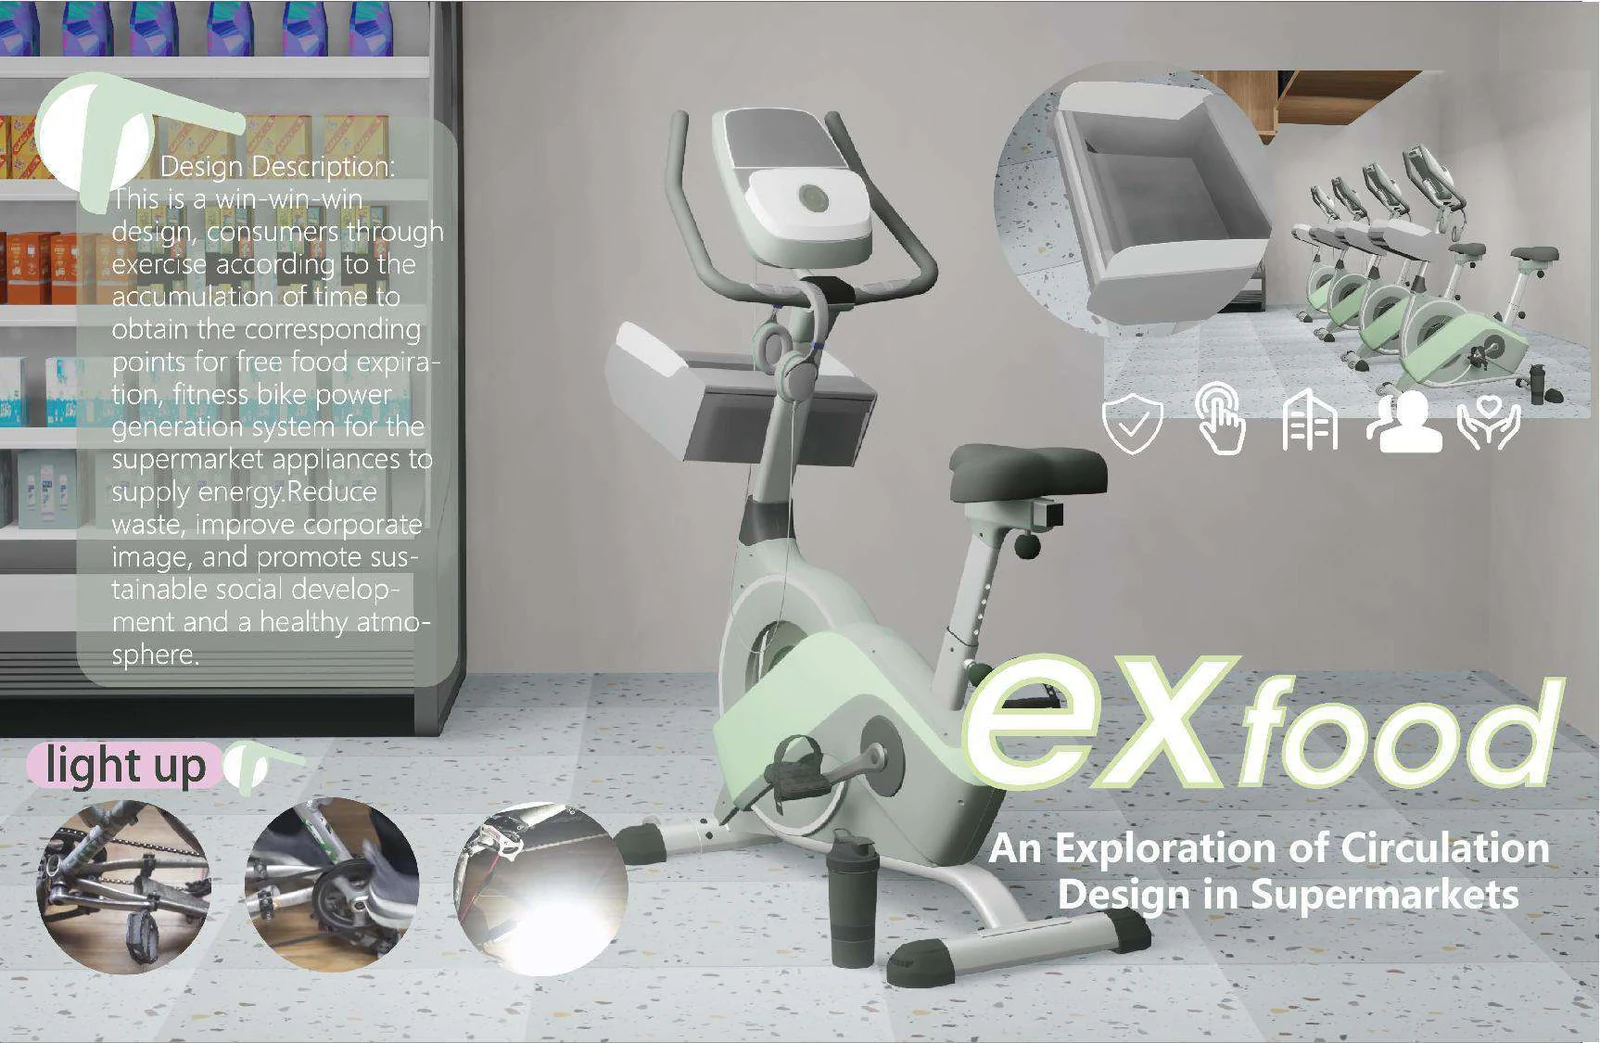 Design Description:
This is a win-win-win
design, consumers through
exercise according to the
accumulation of time to
obtain the corresponding
points for free food expira-
tion, fitness bike power
generation system for the
supermarket appliances to
supply energy.Reduce
waste, improve corporate
image, and promote sus-
tainable social develop-
ment and a healthy atmo-
sphere.
light up
exfood
An Exploration of Circulation
Design in Supermarkets